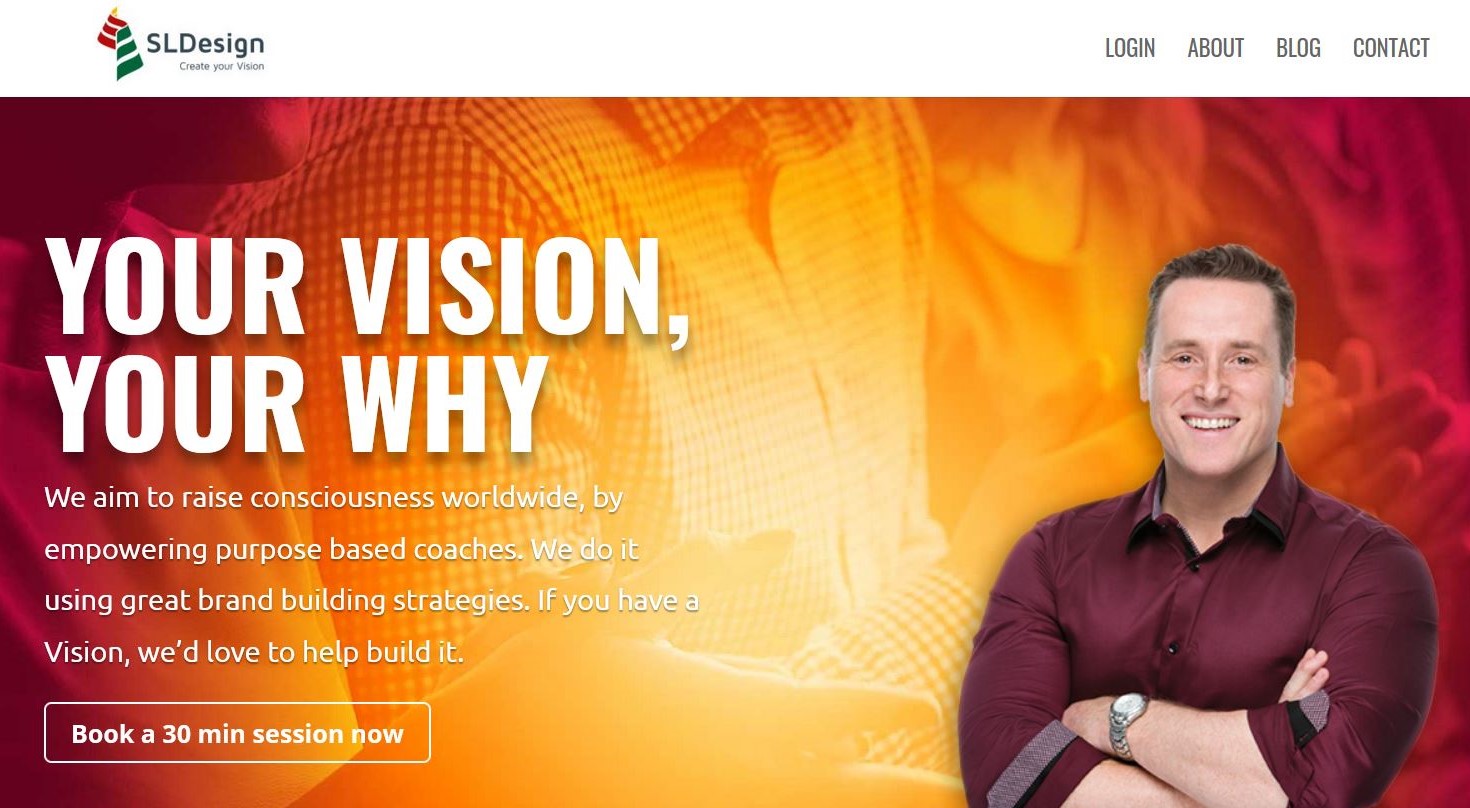 SLDesign
Create your Vision
LOGIN ABOUT BLOG CONTACT
YOUR VISION,
YOUR WHY
We aim to raise consciousness worldwide, by
empowering purpose based coaches. We do it
using great brand building strategies. If you have a
Vision, we’d love to help build it.
Book a 30 min session now